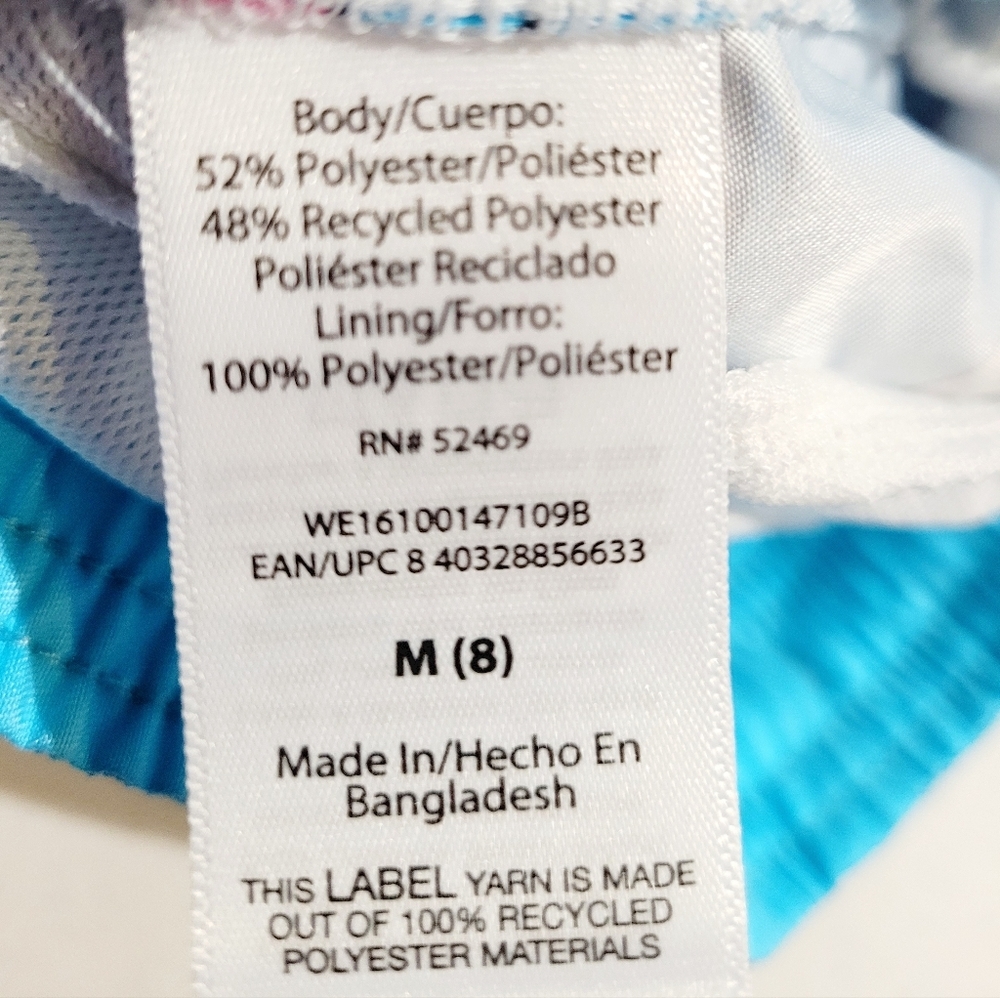 Body/Cuerpo:
52% Polyester/Poliéster
48% Recycled Polyester
Poliéster Reciclado
Lining/Forro:
100% Polyester/Poliéster
RN# 52469
WE16100147109B
EAN/UPC 8 40328856633
M (8)
Made In/Hecho En
Bangladesh
THIS LABEL YARN IS MADE
OUT OF 100% RECYCLED
POLYESTER MATERIALS